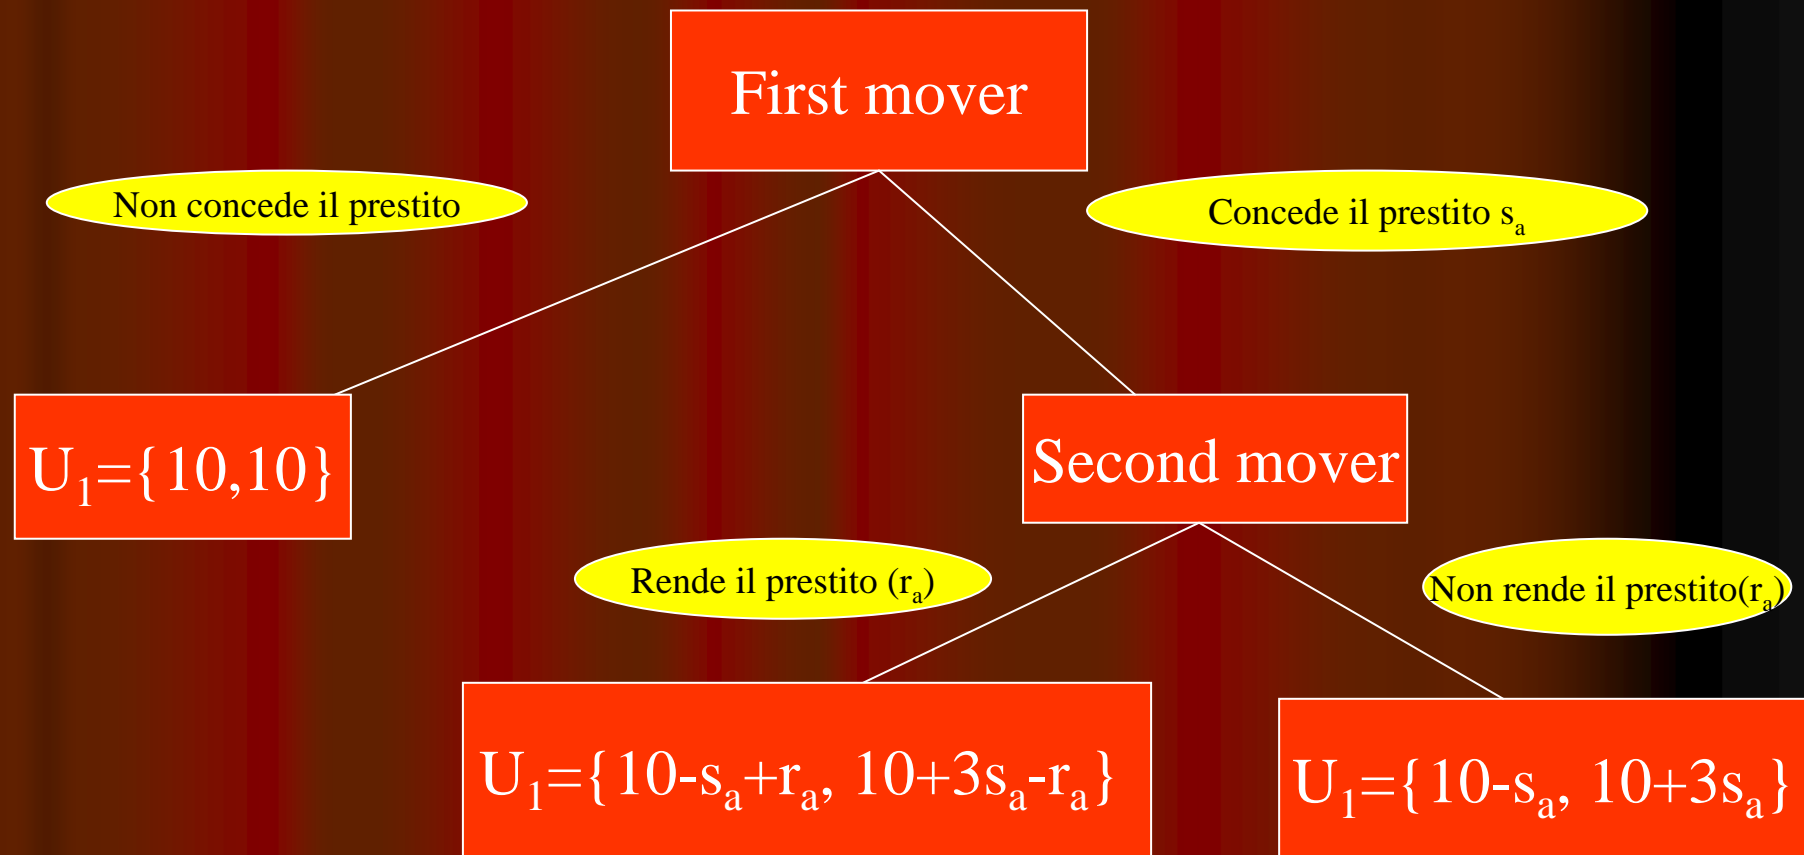 First mover
Non concede il prestito
Concede il prestito sₐ
U₁={10,10}
Second mover
Rende il prestito (rₐ)
Non rende il prestito(rₐ)
U₁={10-sₐ+rₐ, 10+3sₐ-rₐ}
U₁={10-sₐ, 10+3sₐ}